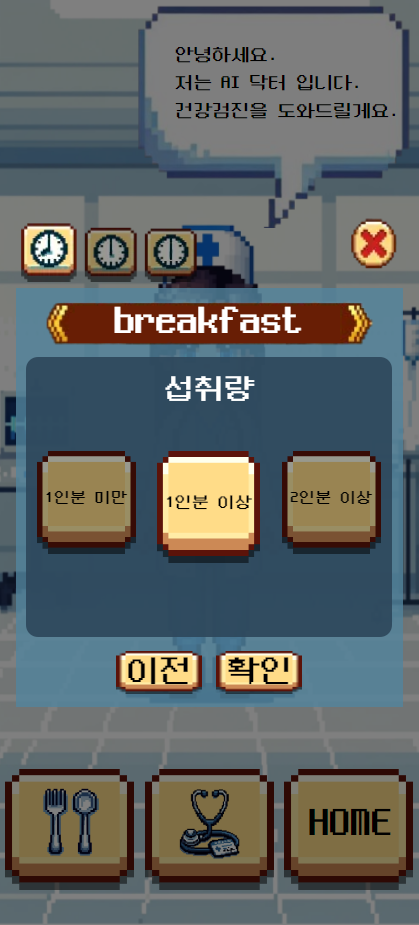 안녕하세요.
저는 AI 닥터 입니다.
건강검진을 도와드릴게요.
breakfast
섭취량
1인분 미만
1인분 이상
2인분 이상
이전
확인
HOME